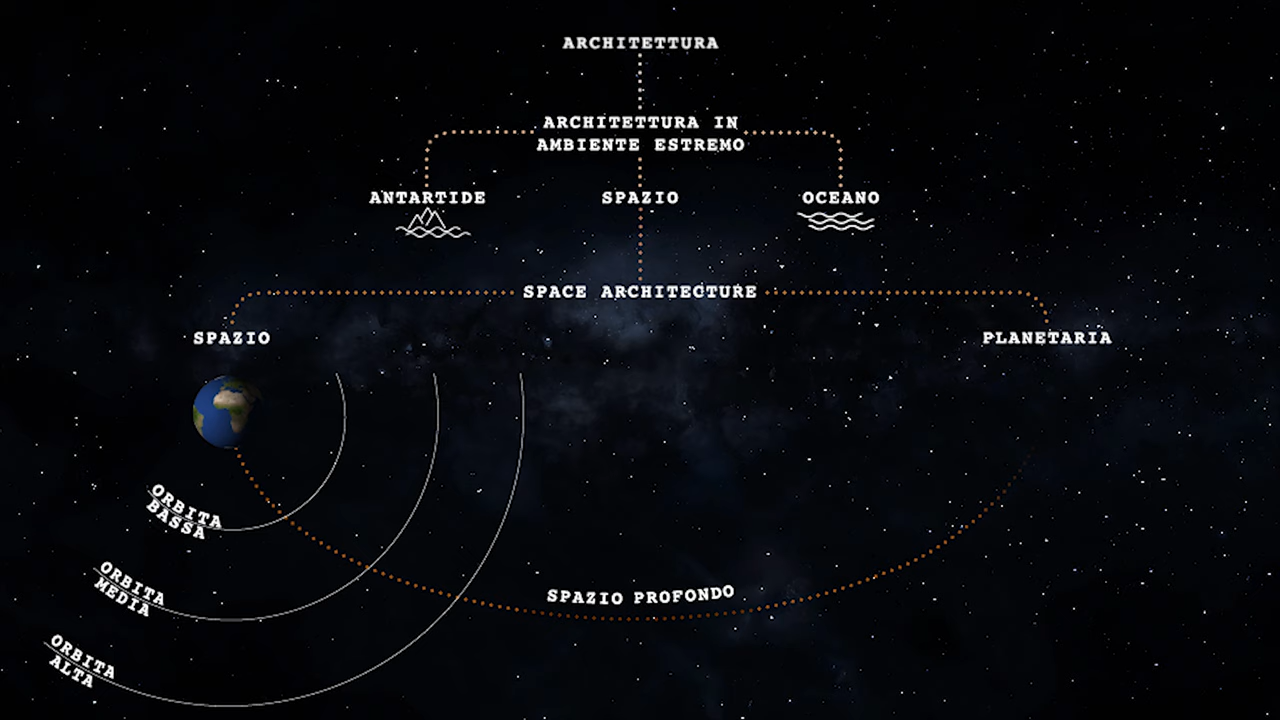 ARCHITETTURA
ARCHITETTURA IN
AMBIENTE ESTREMO
ANTARTIDE
SPAZIO
OCEANO
SPACE ARCHITECTURE
SPAZIO
PLANETARIA
ORBITA
BASSA
ORBITA
MEDIA
ORBITA
ALTA
SPAZIO PROFONDO